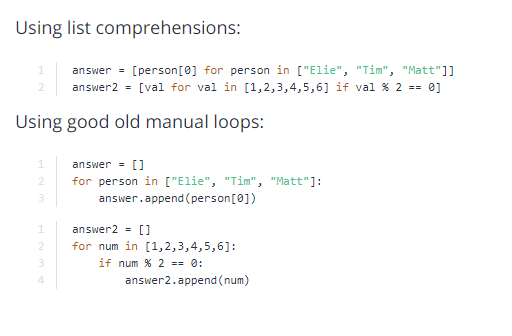 Using list comprehensions:
1 answer = [person[0] for person in ["Elie", "Tim", "Matt"]]
2 answer2 = [val for val in [1,2,3,4,5,6] if val % 2 == 0]
Using good old manual loops:
1 answer = []
2 for person in ["Elie", "Tim", "Matt"]:
3     answer.append(person[0])
1 answer2 = []
2 for num in [1,2,3,4,5,6]:
3     if num % 2 == 0:
4         answer2.append(num)